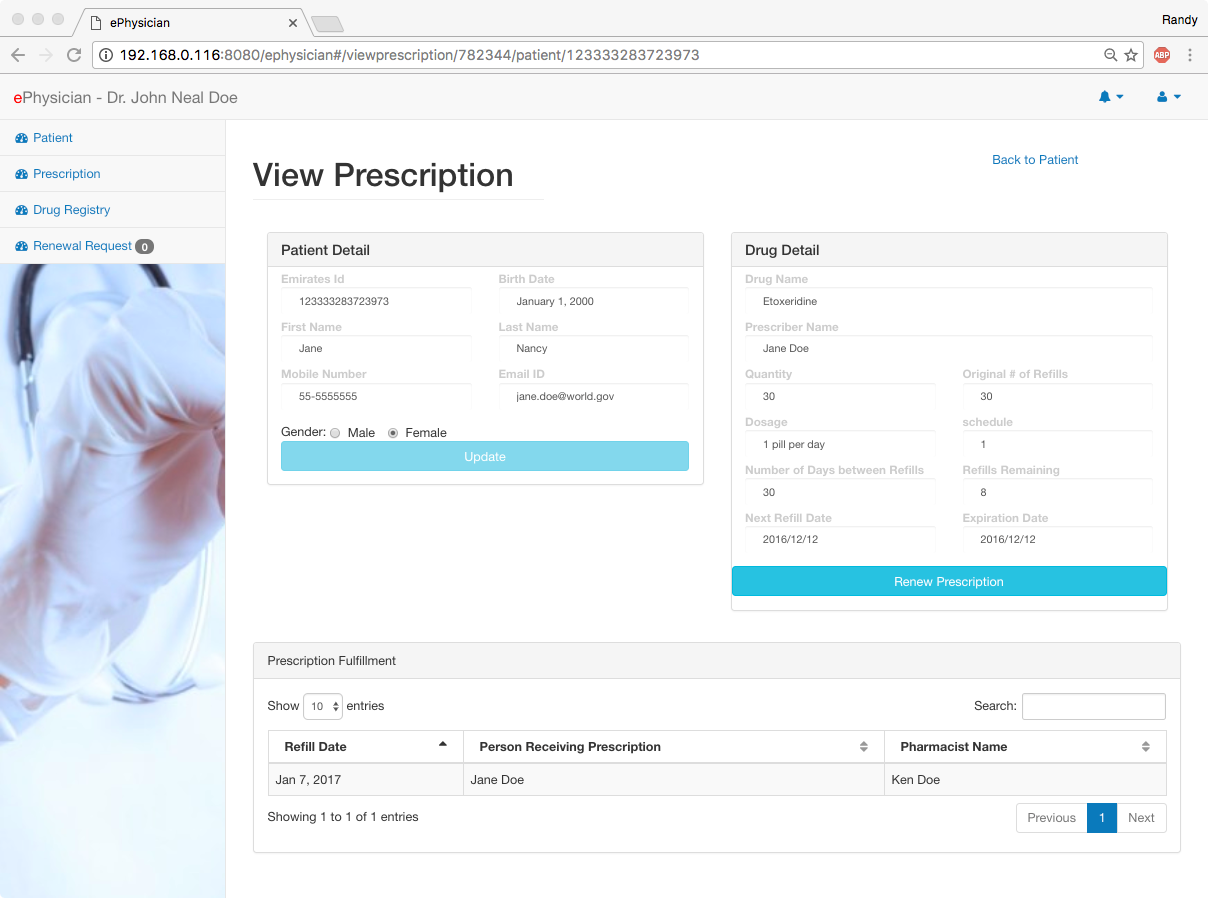 ePhysician
Randy
192.168.0.116:8080/ephysician#/viewprescription/782344/patient/123333283723973
ABP
ePhysician - Dr. John Neal Doe
Patient
Prescription
Drug Registry
Renewal Request 0
View Prescription
Back to Patient
Patient Detail
Emirates Id Birth Date
123333283723973 January 1, 2000
First Name Last Name
Jane Nancy
Mobile Number Email ID
55-5555555 jane.doe@world.gov
Gender: Male Female
Update
Drug Detail
Drug Name
Etoxeridine
Prescriber Name
Jane Doe
Quantity Original # of Refills
30 30
Dosage schedule
1 pill per day 1
Number of Days between Refills Refills Remaining
30 8
Next Refill Date Expiration Date
2016/12/12 2016/12/12
Renew Prescription
Prescription Fulfillment
Show 10 entries Search:
Refill Date Person Receiving Prescription Pharmacist Name
Jan 7, 2017 Jane Doe Ken Doe
Showing 1 to 1 of 1 entries Previous 1 Next